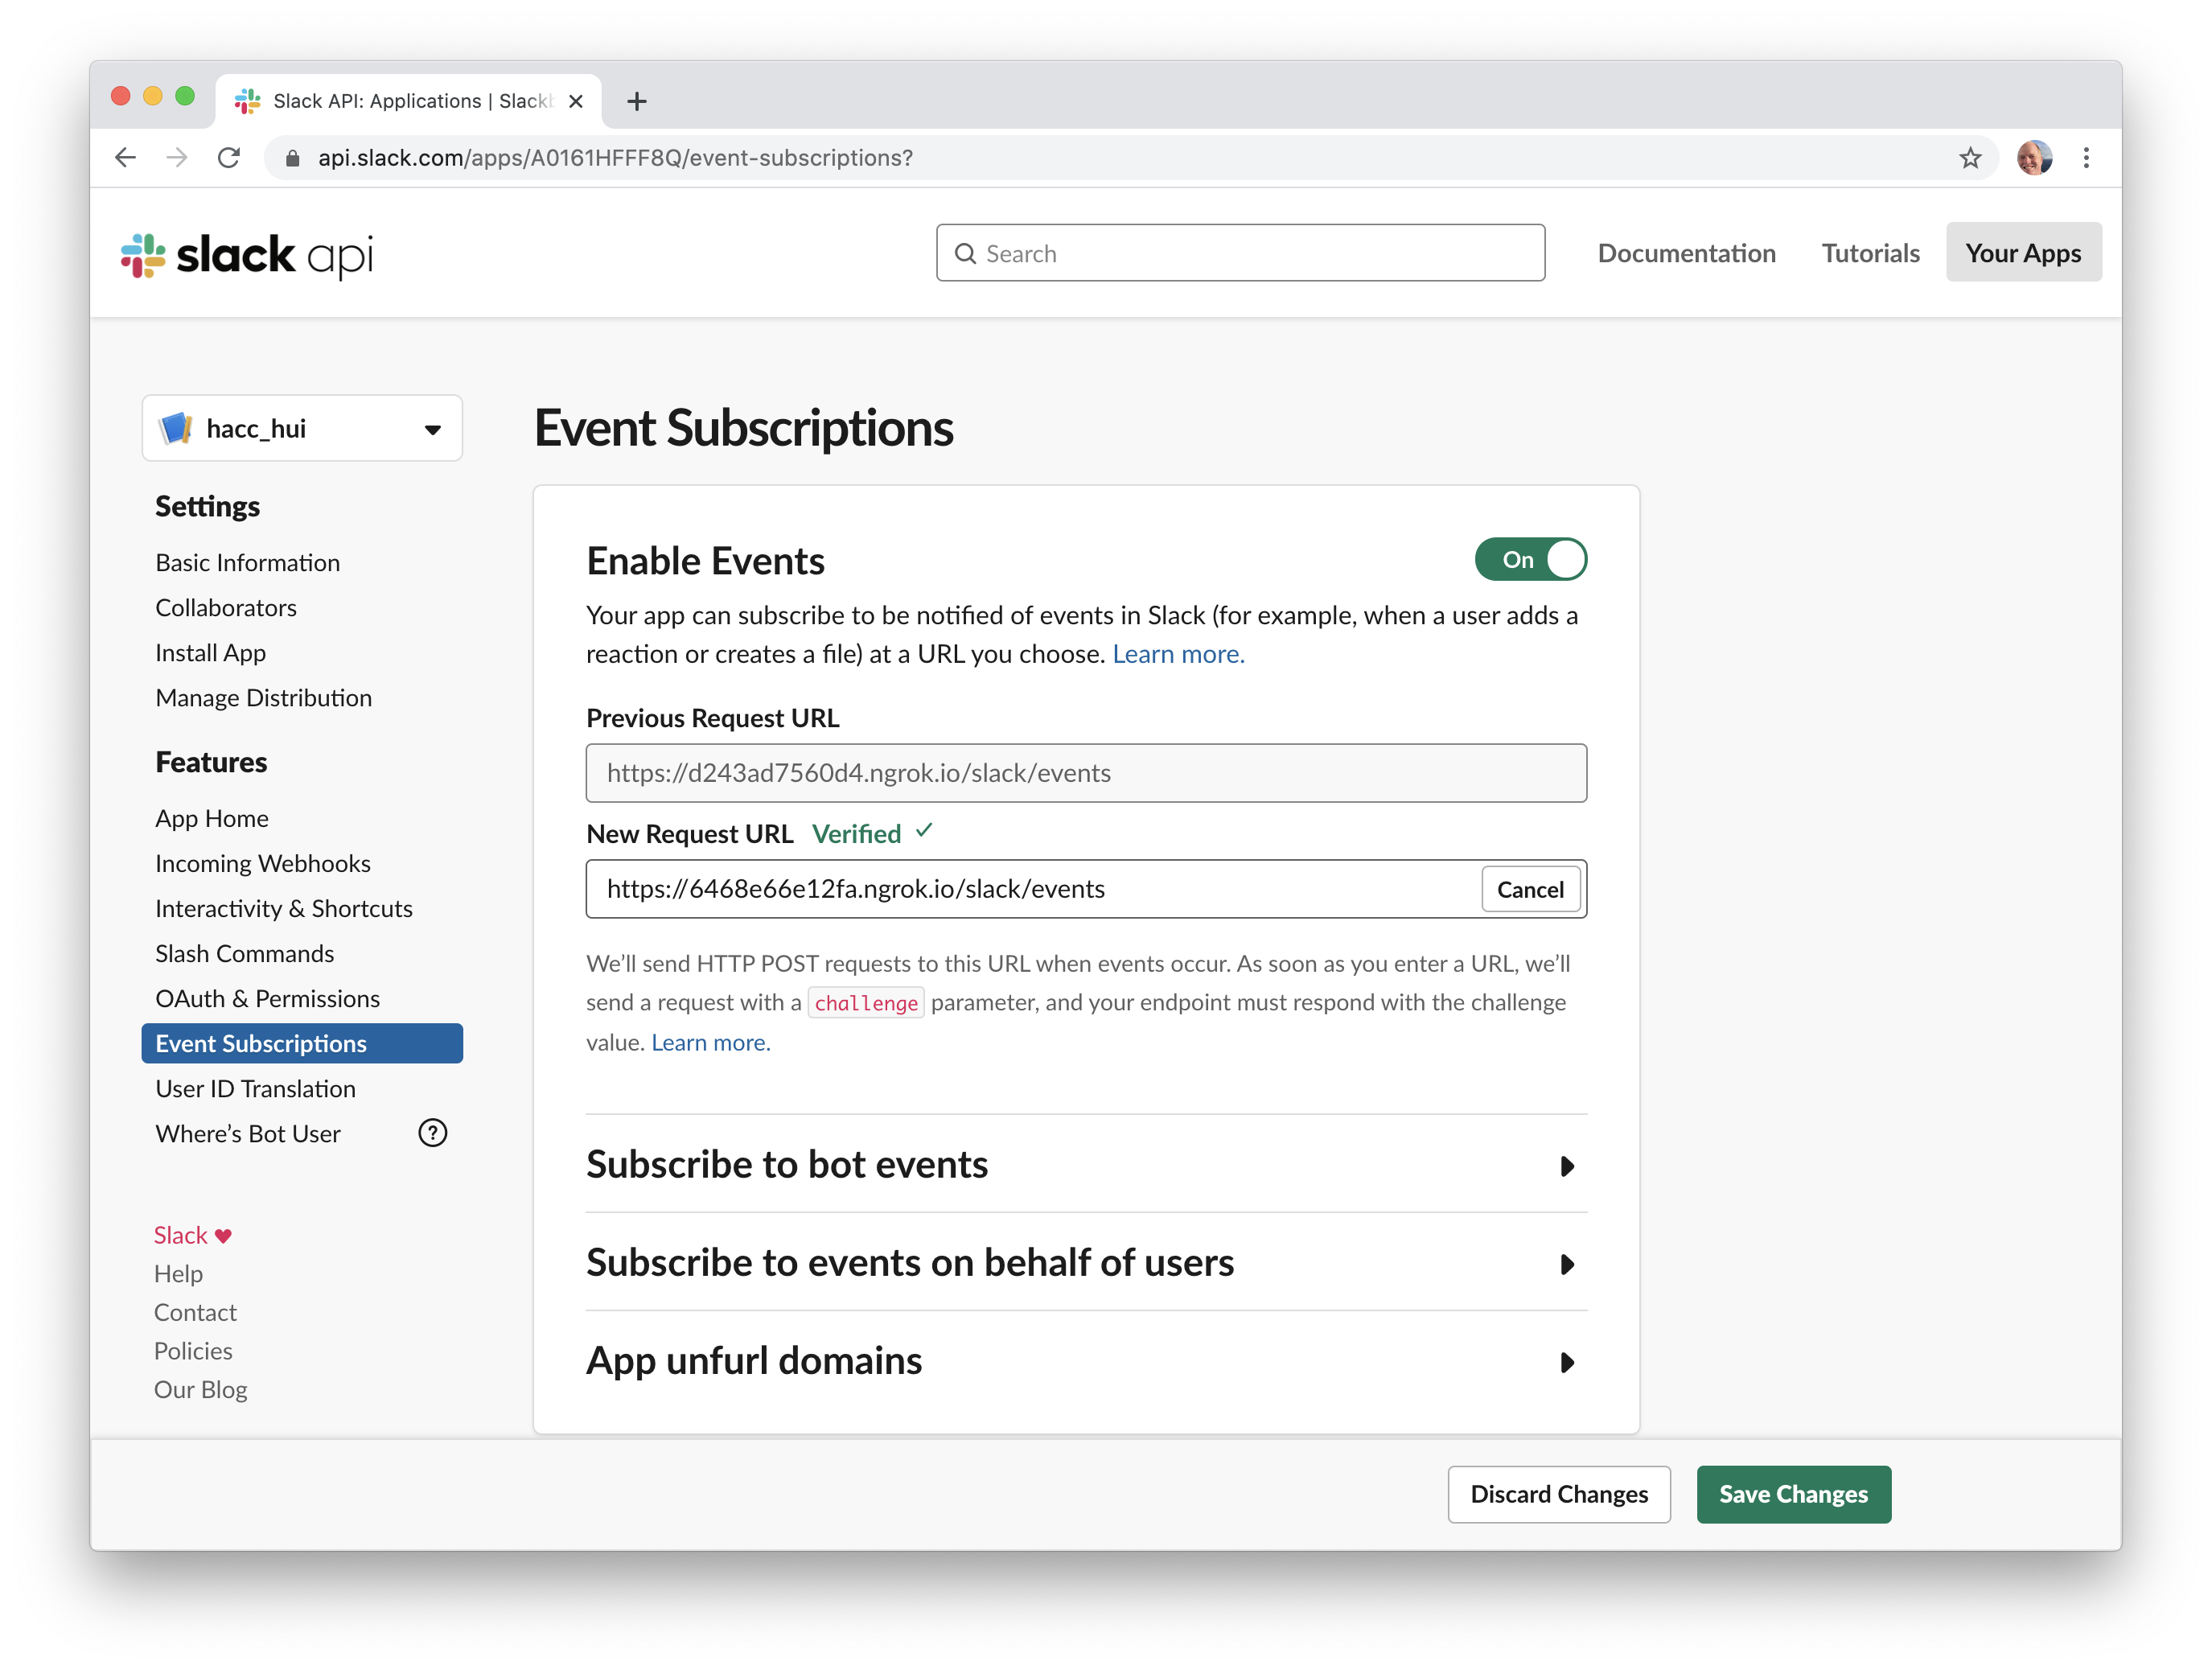 Slack API: Applications | Slack
api.slack.com/apps/A0161HFFF8Q/event-subscriptions?
slack api
Search
Documentation
Tutorials
Your Apps
hacc_hui
Settings
Basic Information
Collaborators
Install App
Manage Distribution
Features
App Home
Incoming Webhooks
Interactivity & Shortcuts
Slash Commands
OAuth & Permissions
Event Subscriptions
User ID Translation
Where’s Bot User ?
Slack ♥
Help
Contact
Policies
Our Blog
Event Subscriptions
Enable Events
On
Your app can subscribe to be notified of events in Slack (for example, when a user adds a
reaction or creates a file) at a URL you choose. Learn more.
Previous Request URL
https://d243ad7560d4.ngrok.io/slack/events
New Request URL Verified ✓
https://6468e66e12fa.ngrok.io/slack/events
Cancel
We’ll send HTTP POST requests to this URL when events occur. As soon as you enter a URL, we’ll
send a request with a challenge parameter, and your endpoint must respond with the challenge
value. Learn more.
Subscribe to bot events
Subscribe to events on behalf of users
App unfurl domains
Discard Changes
Save Changes